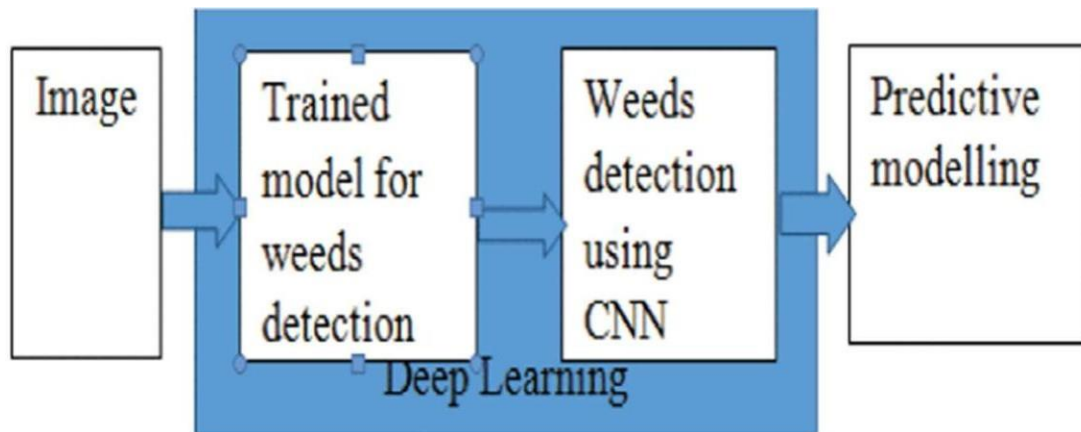 Image
Trained
model for
weeds
detection
Weeds
detection
using
CNN
Predictive
modelling
Deep Learning